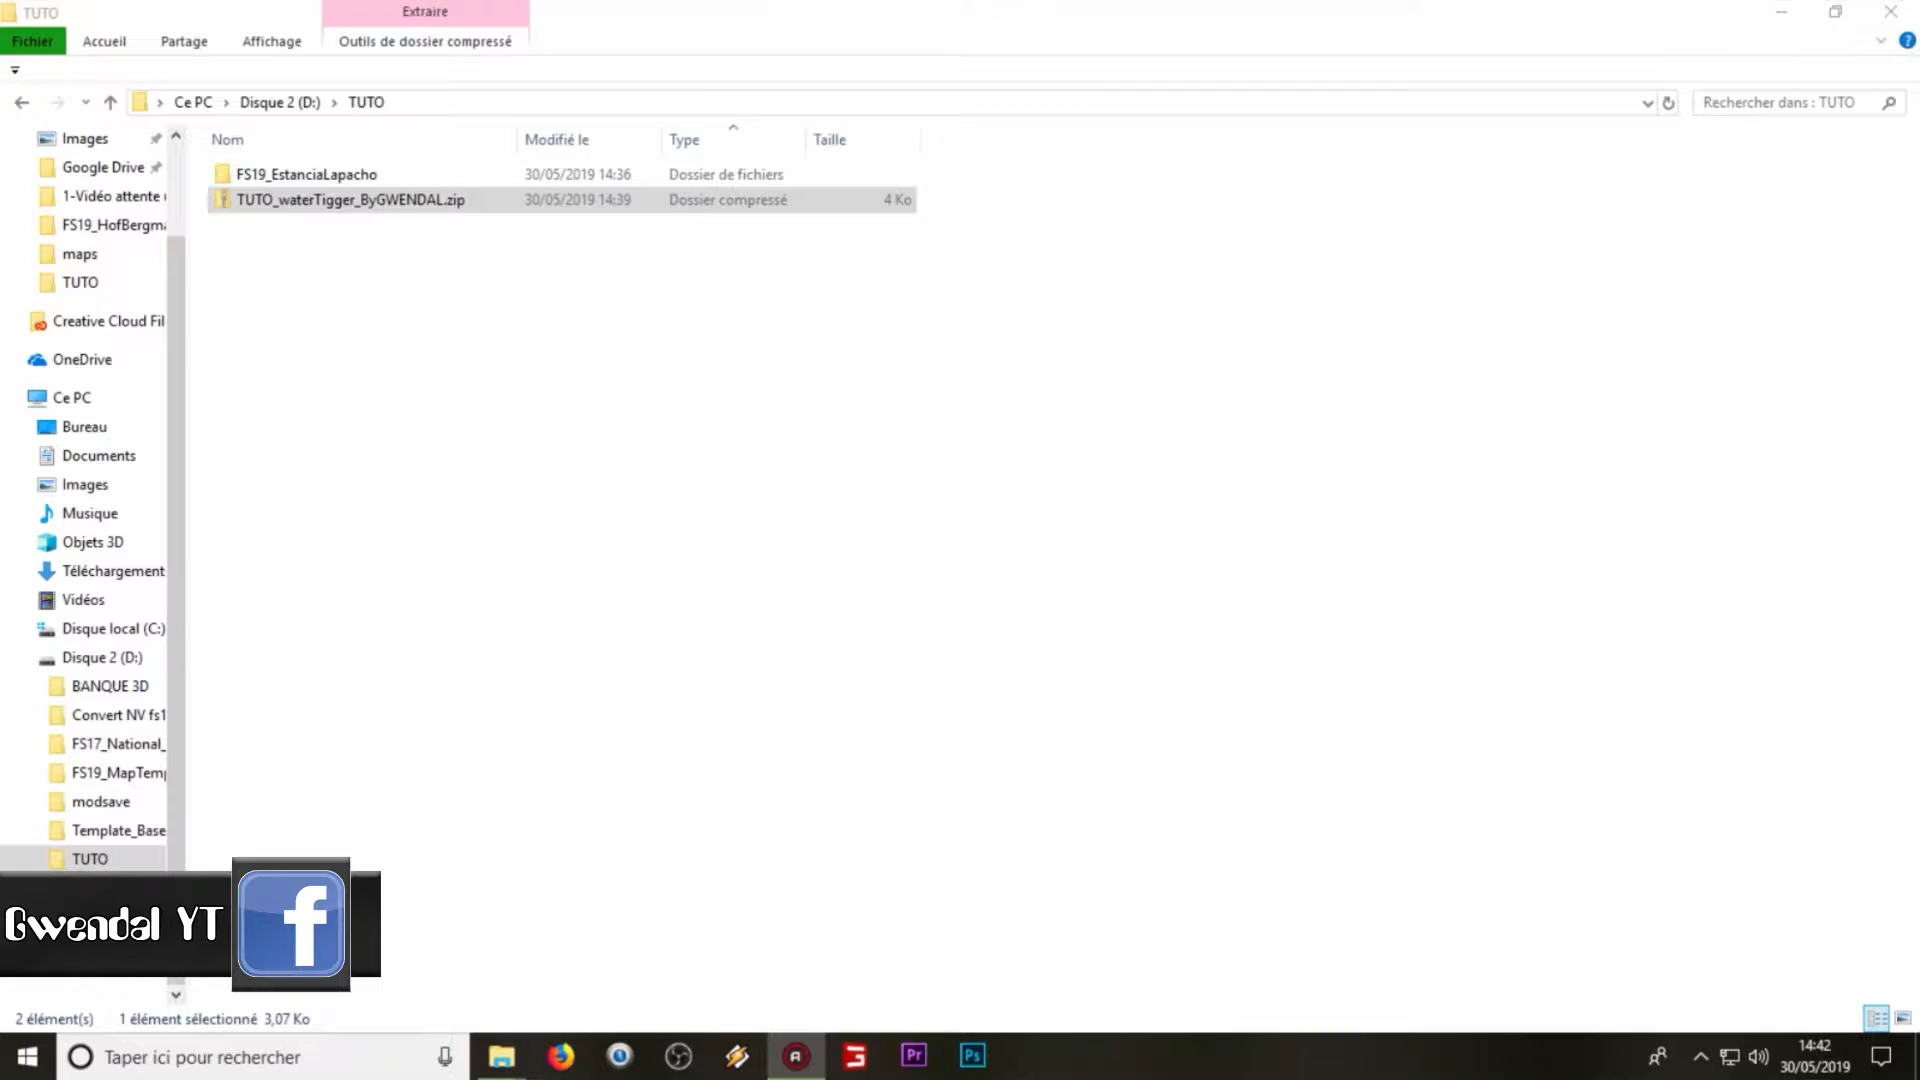 TUTO
Extraire
Fichier
Accueil
Partage
Affichage
Outils de dossier compressé
Ce PC
Disque 2 (D:)
TUTO
Rechercher dans : TUTO
Nom
Modifié le
Type
Taille
FS19_EstanciaLapacho
30/05/2019 14:36
Dossier de fichiers
TUTO_waterTigger_ByGWENDAL.zip
30/05/2019 14:39
Dossier compressé
4 Ko
Images
Google Drive
1-Vidéo attente
FS19_HofBergm
maps
TUTO
Creative Cloud Fil
OneDrive
Ce PC
Bureau
Documents
Images
Musique
Objets 3D
Téléchargement
Vidéos
Disque local (C:)
Disque 2 (D:)
BANQUE 3D
Convert NV fs1
FS17_National_
FS19_MapTemp
modsave
Template_Base
TUTO
Gwendal YT
f
2 élément(s)
1 élément sélectionné 3,07 Ko
Taper ici pour rechercher
Pr
Ps
14:42
30/05/2019